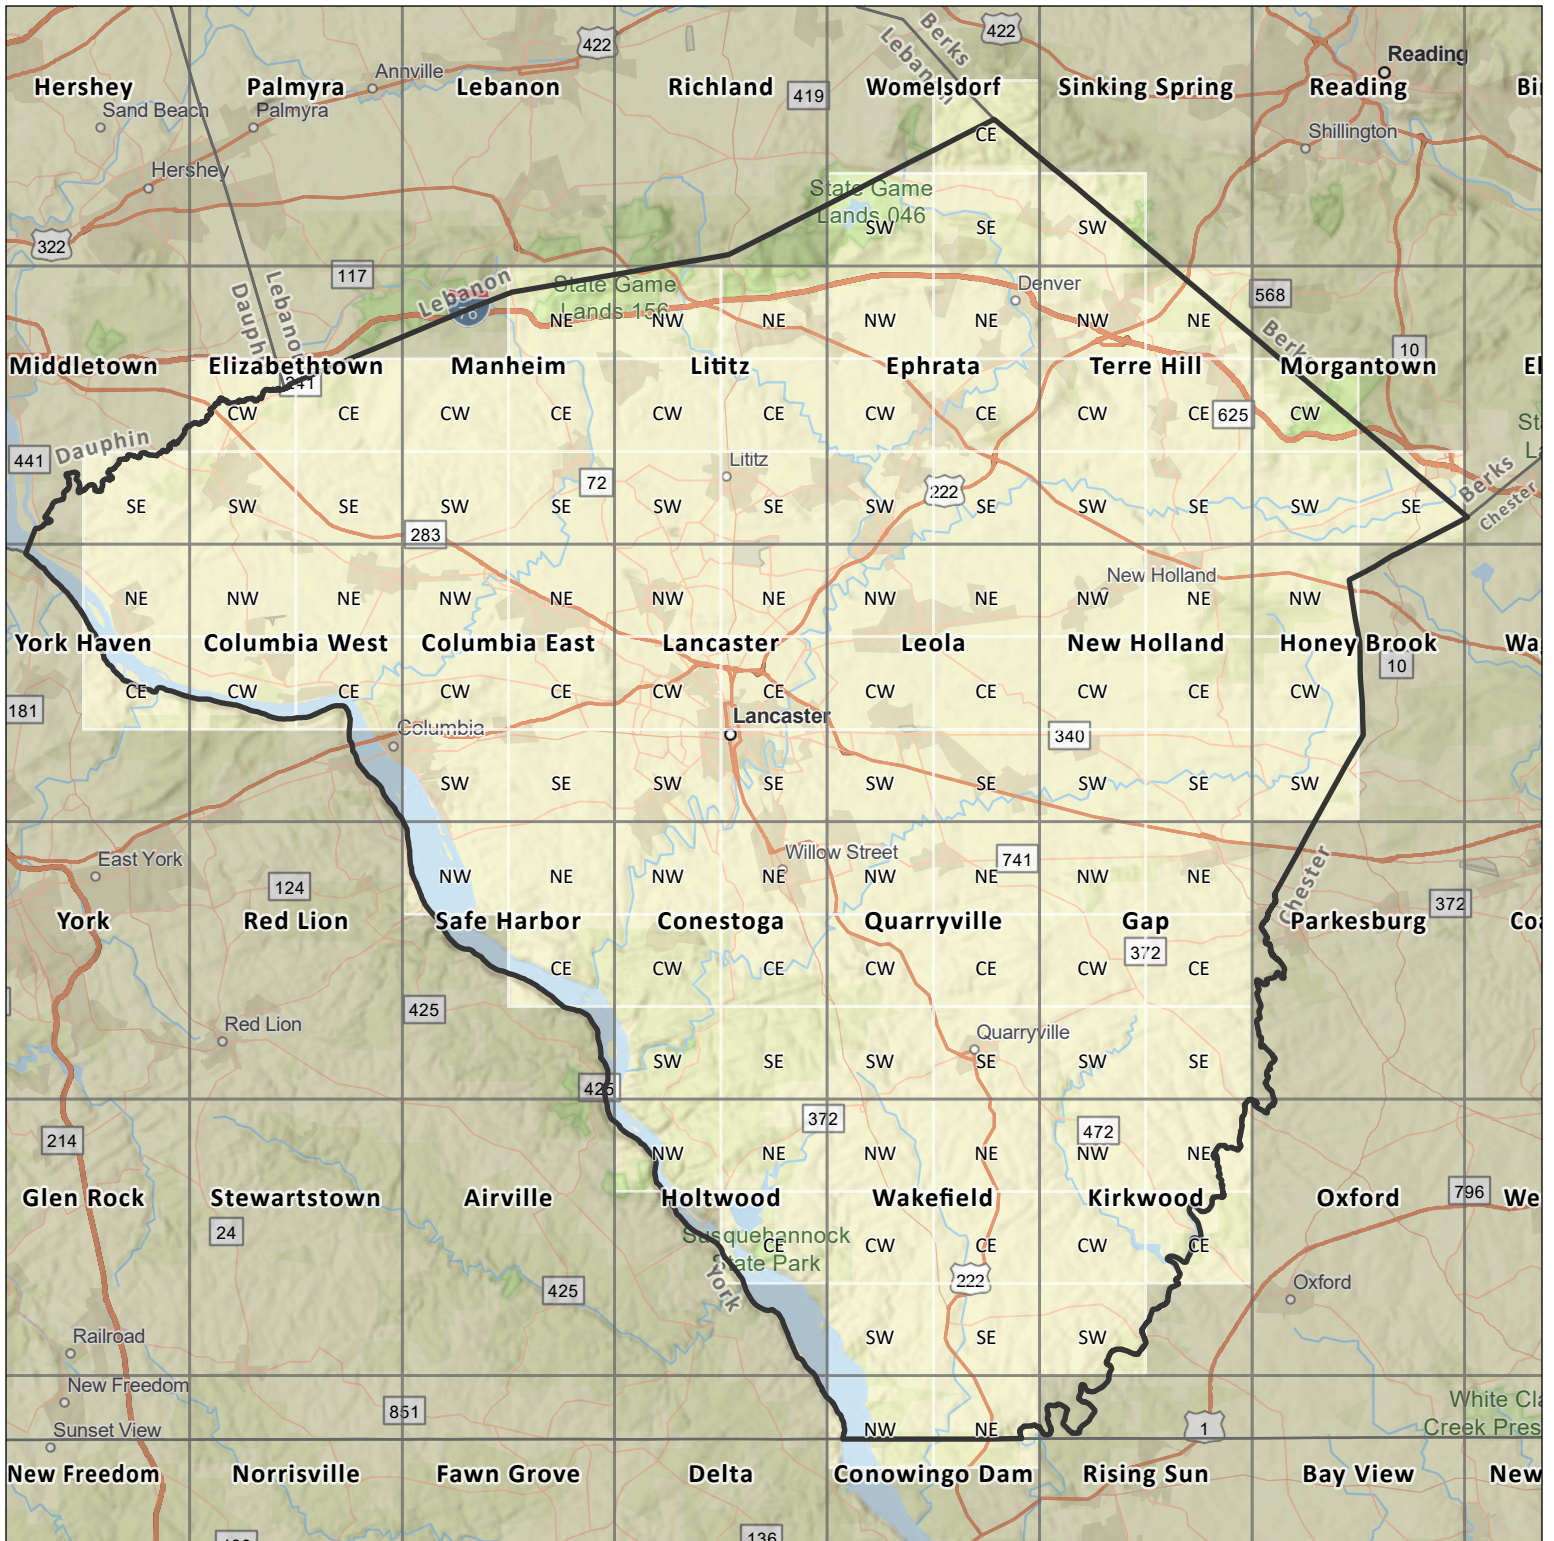 422
Berks
Lebanon
422
Reading
Annville
Hershey
Palmyra
Lebanon
Richland
419
Womelsdorf
Sinking Spring
Reading
Sand Beach
Palmyra
CE
Shillington
Hershey
State Game
Lands 046
322
SW
SE
SW
117
Lebanon
Dauphin
Lebanon
State Game
Lands 156
Denver
568
76
NE
NW
NE
NW
NE
NW
NE
Berks
10
Middletown
Elizabethtown
Manheim
Lititz
Ephrata
Terre Hill
Morgantown
241
CW
CE
CW
CE
CW
CE
CW
CE
CW
CE
625
CW
Dauphin
441
Lititz
72
222
Berks
Chester
SE
SW
SE
SW
SE
SW
SE
SW
SE
SW
SE
SW
SE
283
New Holland
NE
NW
NE
NW
NE
NW
NE
NW
NE
NW
NE
NW
York Haven
Columbia West
Columbia East
Lancaster
Leola
New Holland
Honey Brook
10
CE
CW
CE
CW
CE
CW
CE
CW
CE
CW
CE
CW
181
Lancaster
Columbia
340
SW
SE
SW
SE
SW
SE
SW
SE
SW
East York
Willow Street
741
124
NW
NE
NW
NE
NW
NE
NW
NE
Chester
372
York
Red Lion
Safe Harbor
Conestoga
Quarryville
Gap
Parkesburg
372
CE
CW
CE
CW
CE
CW
CE
425
Red Lion
Quarryville
SW
SE
SW
SE
SW
SE
425
372
472
214
NW
NE
NW
NE
NW
NE
Glen Rock
Stewartstown
Airville
Holtwood
Wakefield
Kirkwood
Oxford
796
24
Susquehannock
State Park
CE
CW
CE
CW
CE
York
222
Oxford
425
Railroad
SW
SE
SW
New Freedom
851
White Cla
Creek Pres
Sunset View
NW
NE
1
New Freedom
Norrisville
Fawn Grove
Delta
Conowingo Dam
Rising Sun
Bay View
New
136